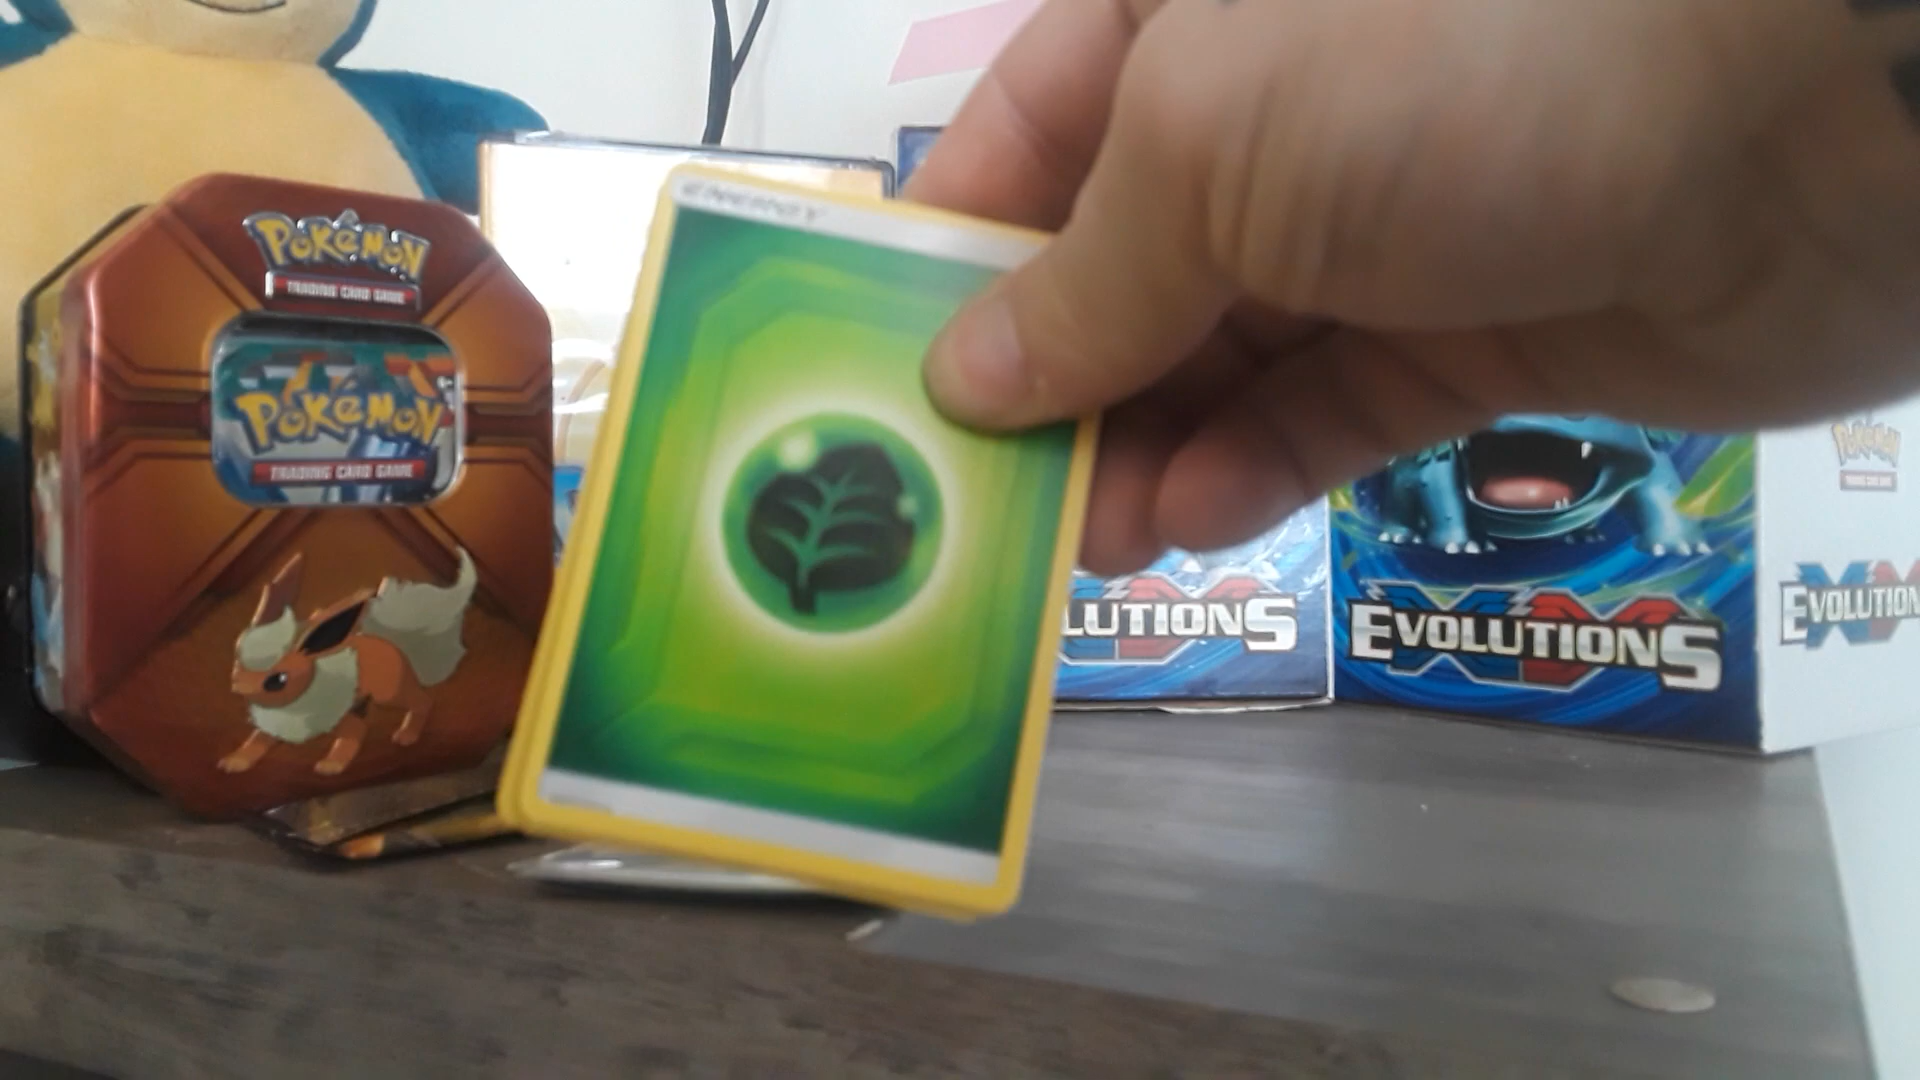 ENERGY
POKéMON
TRADING CARD GAME
POKéMON
TRADING CARD GAME
LUTIONS
EVOLUTIONS
POKéMON
EVOLUTION